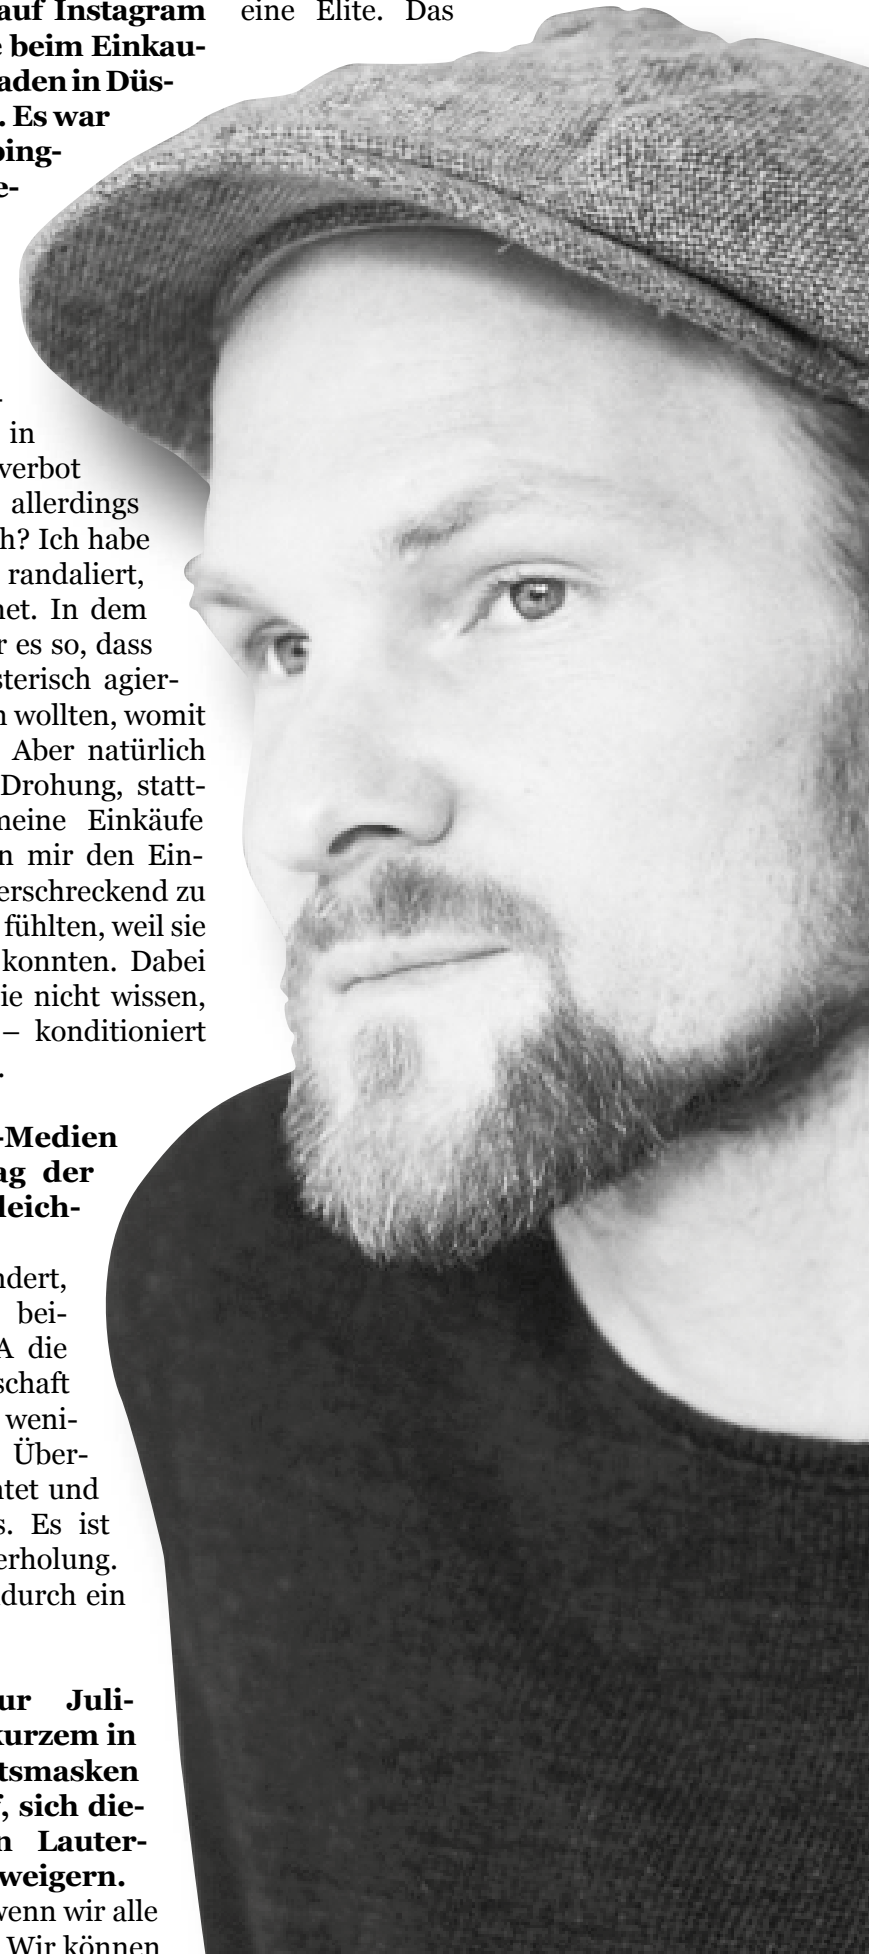 auf Instagram
beim Einkau-
in Düs-
. Es war
ping-
e-
in
verbot
allerdings
h? Ich habe
randaliert,
net. In dem
r es so, dass
sterisch agier-
n wollten, womit
Aber natürlich
Drohung, statt-
meine Einkäufe
n mir den Ein-
erschreckend zu
fühlten, weil sie
konnten. Dabei
ie nicht wissen,
– konditioniert
.
-Medien
ag der
leich-
ndert,
bei-
A die
schaft
weni-
Über-
htet und
s. Es ist
erholung.
durch ein
ur Juli-
kurzem in
tsmasken
f, sich die-
n Lauter-
weigern.
wenn wir alle
Wir können
eine Elite. Das